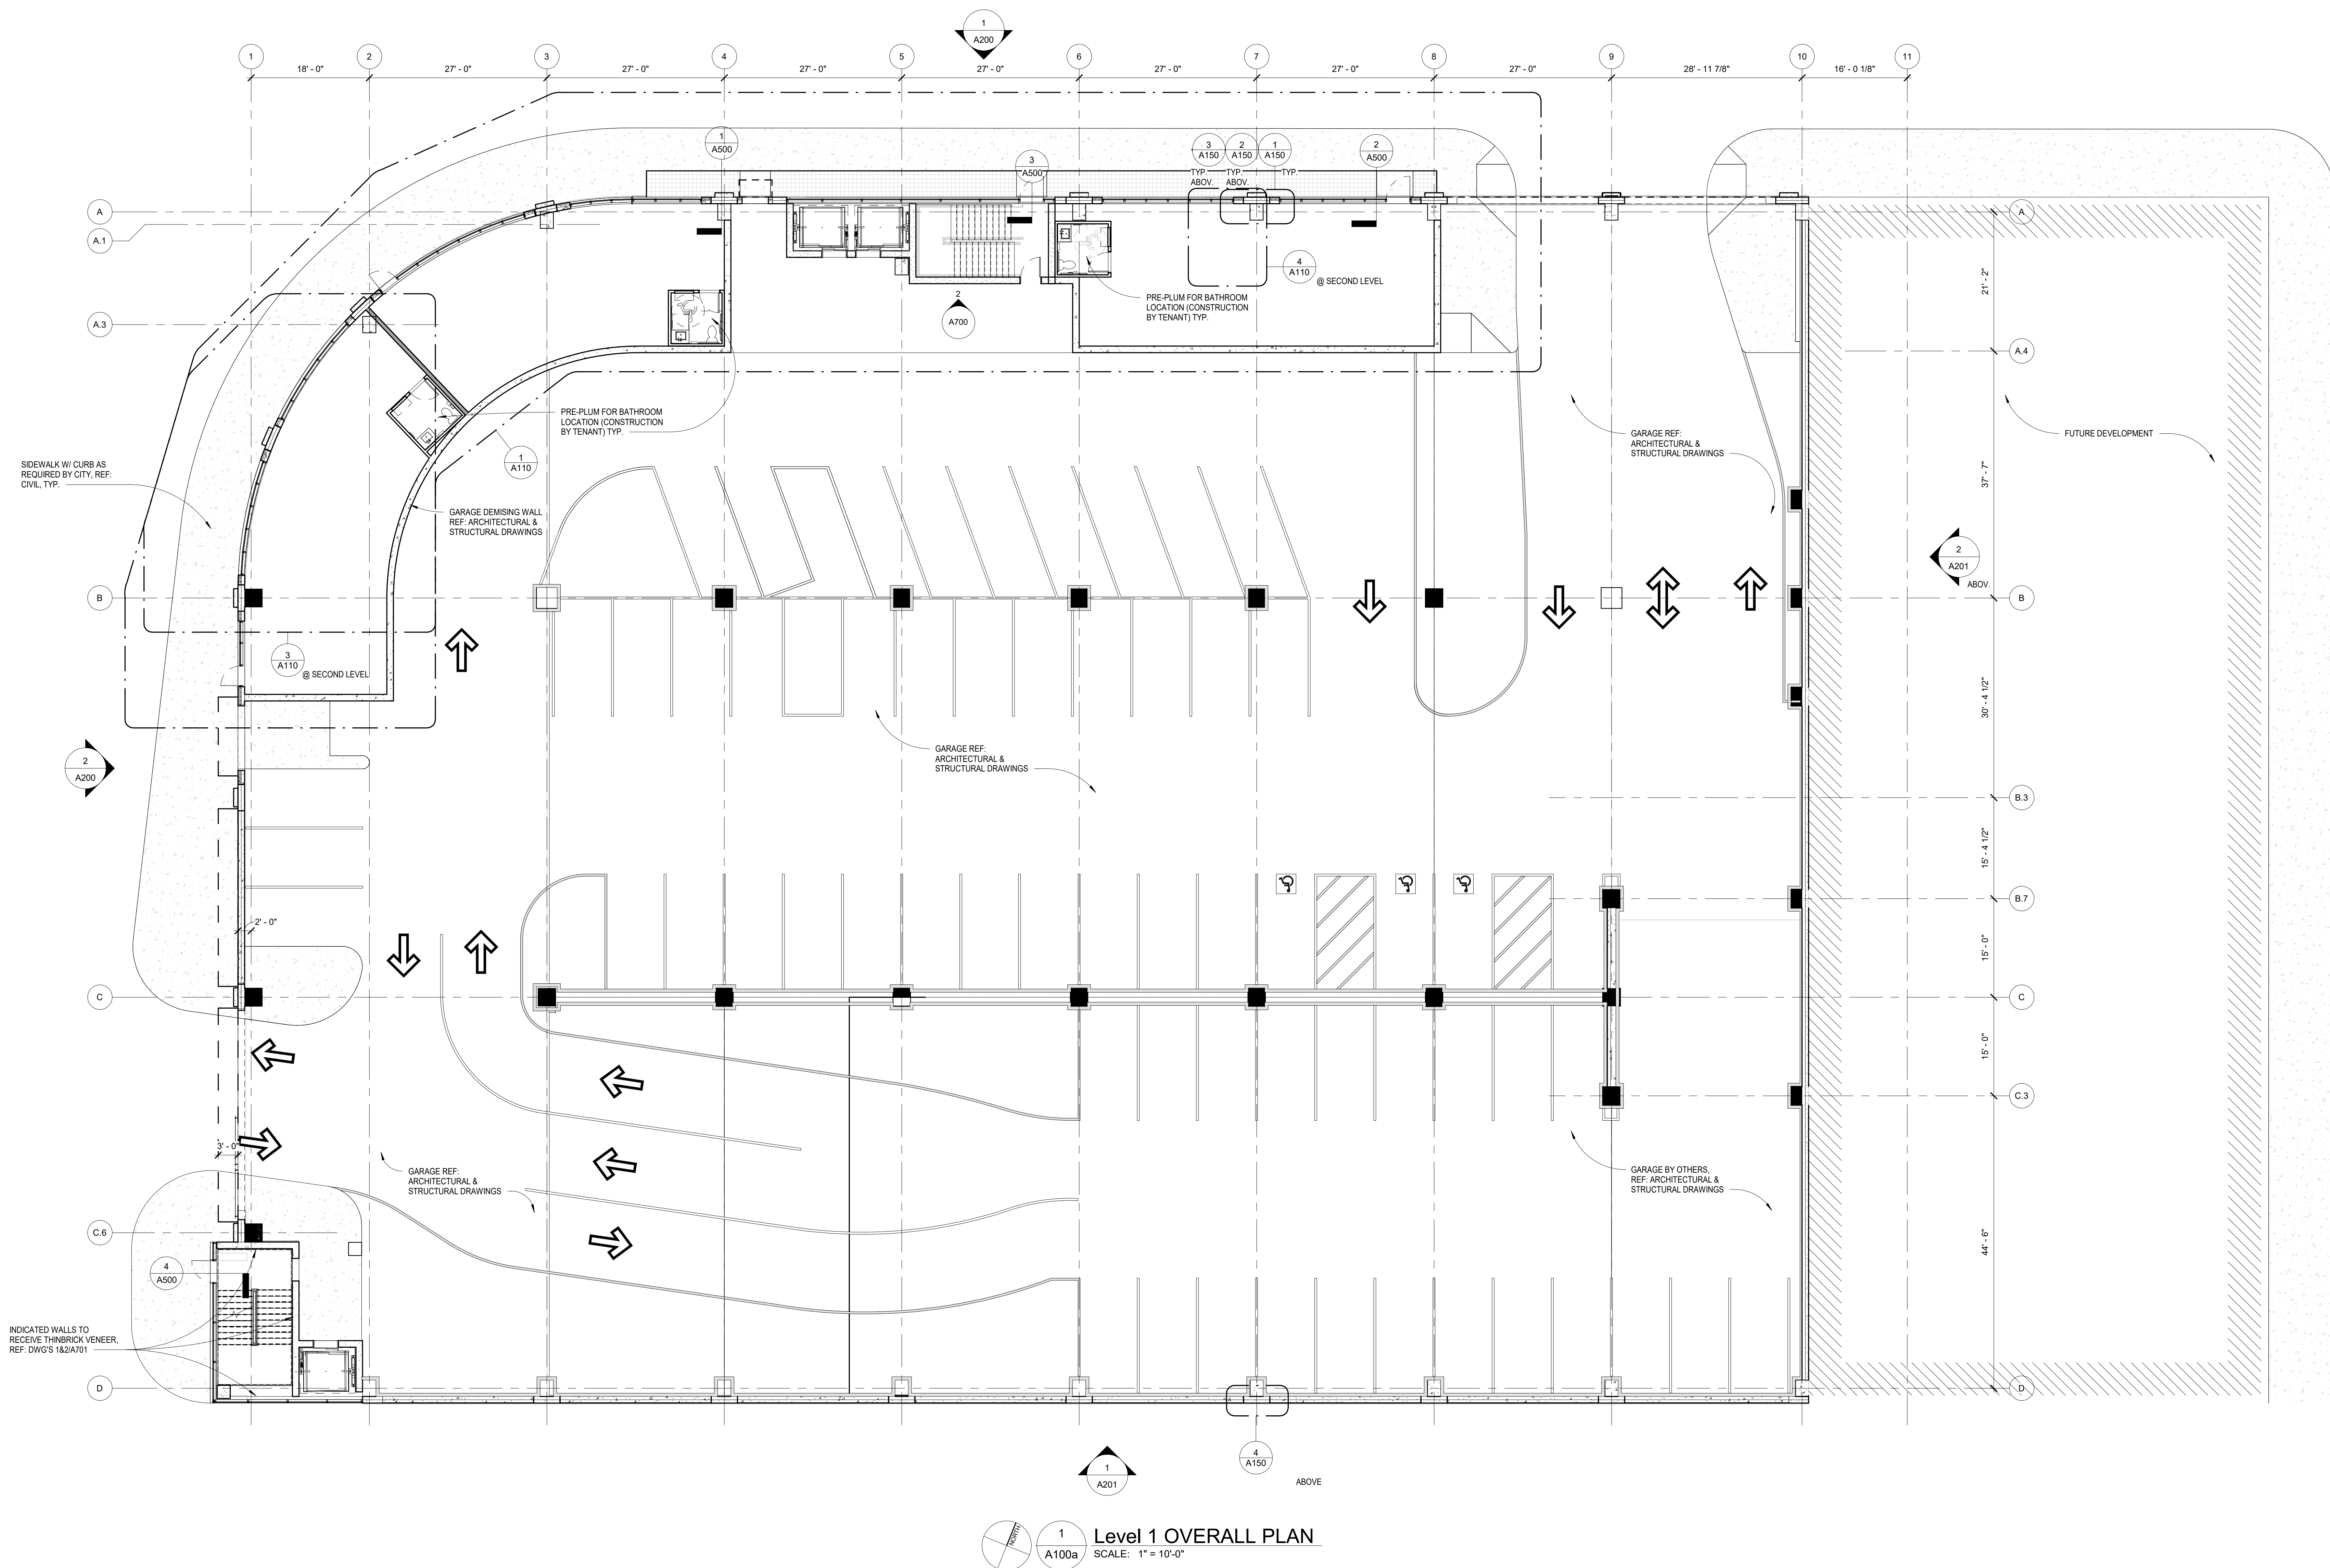 1
A200
1
2
3
4
5
6
7
8
9
10
11
18' - 0"
27' - 0"
27' - 0"
27' - 0"
27' - 0"
27' - 0"
27' - 0"
27' - 0"
28' - 11 7/8"
16' - 0 1/8"
1
A500
3
A500
3
A150
2
A150
1
A150
2
A500
TYP.
ABOV.
TYP.
ABOV.
TYP.
A
A.1
A.3
A
21' - 2"
A.4
4
A110
@ SECOND LEVEL
2
A700
PRE-PLUM FOR BATHROOM
LOCATION (CONSTRUCTION
BY TENANT) TYP.
PRE-PLUM FOR BATHROOM
LOCATION (CONSTRUCTION
BY TENANT) TYP.
1
A110
GARAGE REF:
ARCHITECTURAL &
STRUCTURAL DRAWINGS
FUTURE DEVELOPMENT
SIDEWALK W/ CURB AS
REQUIRED BY CITY, REF:
CIVIL, TYP.
37' - 7"
GARAGE DEMISING WALL
REF: ARCHITECTURAL &
STRUCTURAL DRAWINGS
2
A201
ABOV.
B
B
3
A110
@ SECOND LEVEL
30' - 4 1/2"
2
A200
GARAGE REF:
ARCHITECTURAL &
STRUCTURAL DRAWINGS
B.3
15' - 4 1/2"
B.7
2' - 0"
15' - 0"
C
C
15' - 0"
C.3
3' - 0"
GARAGE REF:
ARCHITECTURAL &
STRUCTURAL DRAWINGS
GARAGE BY OTHERS,
REF: ARCHITECTURAL &
STRUCTURAL DRAWINGS
C.6
44' - 6"
4
A500
INDICATED WALLS TO
RECEIVE THINBRICK VENEER,
REF: DWG'S 1&2/A701
D
D
4
A150
1
A201
ABOVE
NORTH
1
A100a
Level 1 OVERALL PLAN
SCALE: 1" = 10'-0"